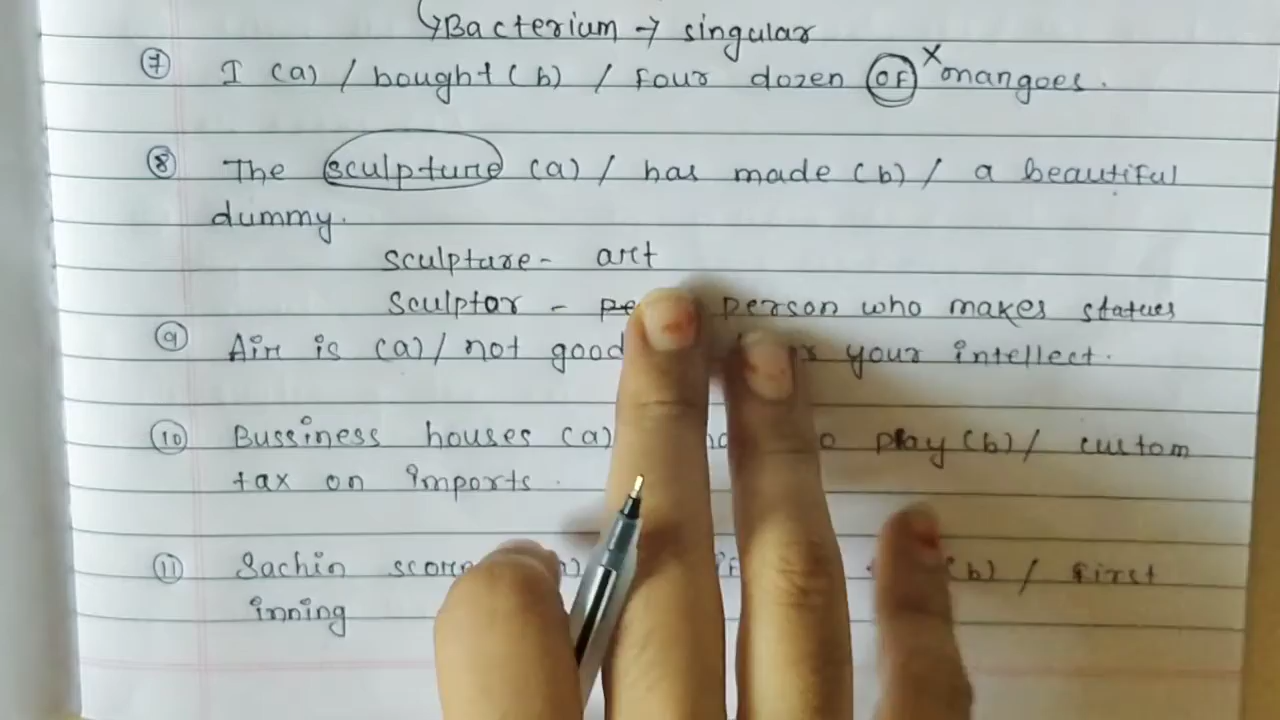 ↳Bacterium → singular
⑦ I (a) / bought (b) / four dozen of x mangoes.
⑧ The sculpture (a) / has made (b) / a beautiful
dummy.
sculpture - art
sculptor - person who makes statues
⑨ Air is (a) / not good your intellect.
⑩ Bussiness houses (a) play (b) / custom
tax on imports.
⑪ Sachin (b) / first
inning